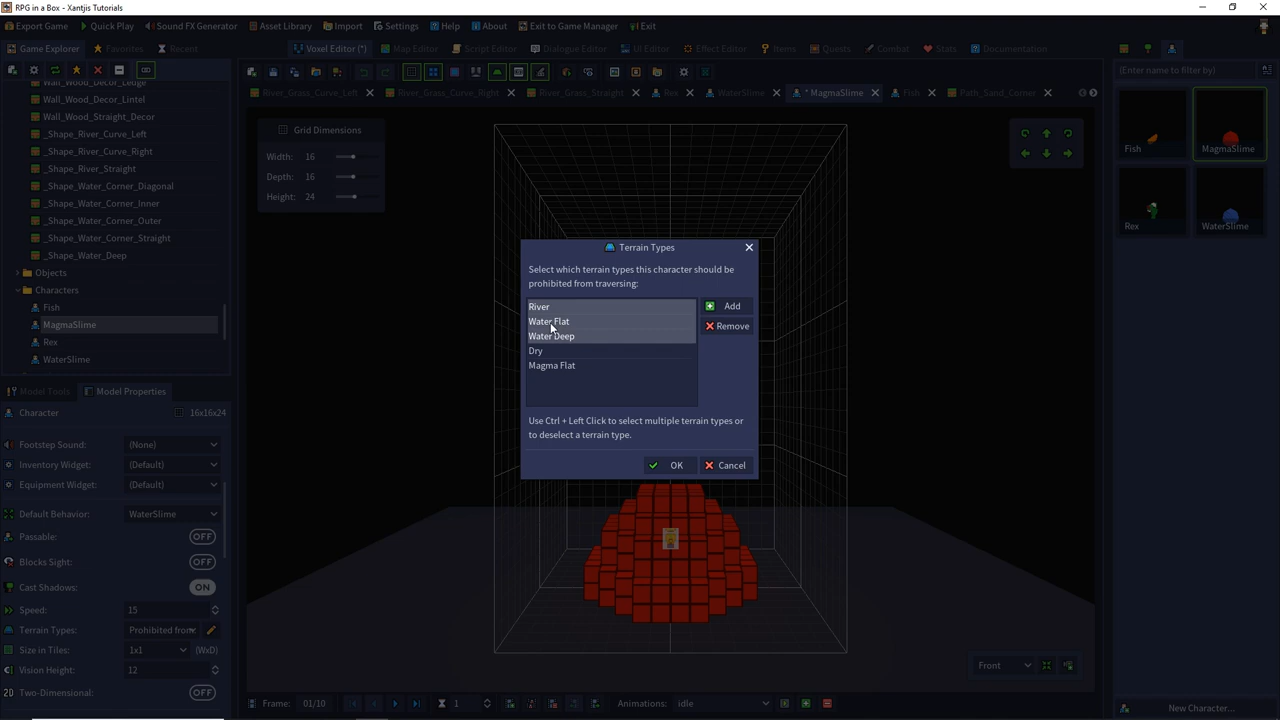 RPG in a Box - Xantjis Tutorials
Export Game Quick Play Sound FX Generator Asset Library Import Settings Help About Exit to Game Manager Exit
Game Explorer Favorites Recent Voxel Editor (*) Map Editor Script Editor Dialogue Editor UI Editor Effect Editor Items Quests Combat Stats Documentation
(Enter name to filter by)
River_Grass_Curve_Left River_Grass_Curve_Right River_Grass_Straight Rex WaterSlime * MagmaSlime Fish Path_Sand_Corner
Wall_Wood_Decor_Ledge
Wall_Wood_Decor_Lintel
Wall_Wood_Straight_Decor
_Shape_River_Curve_Left
_Shape_River_Curve_Right
_Shape_River_Straight
_Shape_Water_Corner_Diagonal
_Shape_Water_Corner_Inner
_Shape_Water_Corner_Outer
_Shape_Water_Corner_Straight
_Shape_Water_Deep
Objects
Characters
Fish
MagmaSlime
Rex
WaterSlime
Model Tools Model Properties
Character 16x16x24
Footstep Sound: (None)
Inventory Widget: (Default)
Equipment Widget: (Default)
Default Behavior: WaterSlime
Passable: OFF
Blocks Sight: OFF
Cast Shadows: ON
Speed: 15
Terrain Types: Prohibited from:
Size in Tiles: 1x1 (WxD)
Vision Height: 12
2D Two-Dimensional: OFF
Grid Dimensions
Width: 16
Depth: 16
Height: 24
Terrain Types
Select which terrain types this character should be
prohibited from traversing:
River
Water Flat
Water Deep
Dry
Magma Flat
Add
Remove
Use Ctrl + Left Click to select multiple terrain types or
to deselect a terrain type.
OK Cancel
Front
Frame: 01/10 1 Animations: idle
Fish MagmaSlime
Rex WaterSlime
New Character...